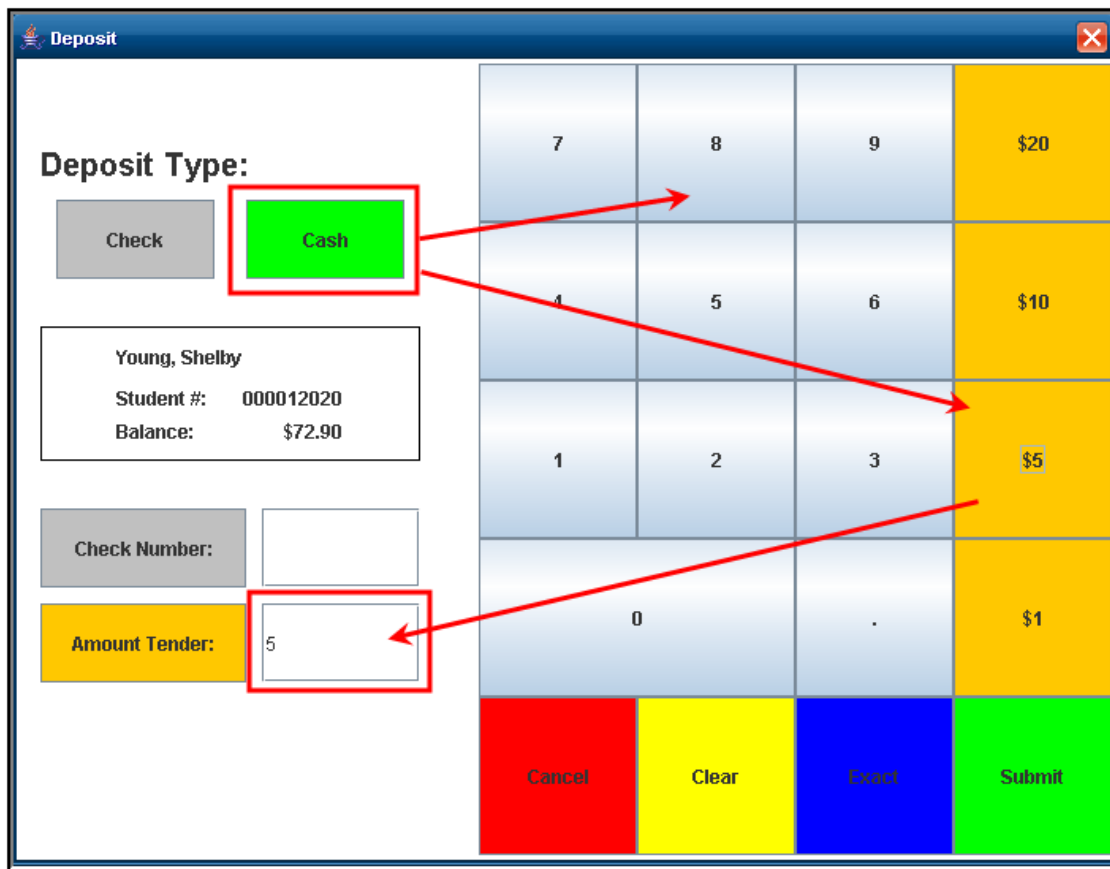 Deposit
Deposit Type:
Check
Cash
Young, Shelby
Student #: 000012020
Balance: $72.90
Check Number:
Amount Tender: 5
7 8 9 $20
4 5 6 $10
1 2 3 $5
0 . $1
Cancel Clear Exact Submit